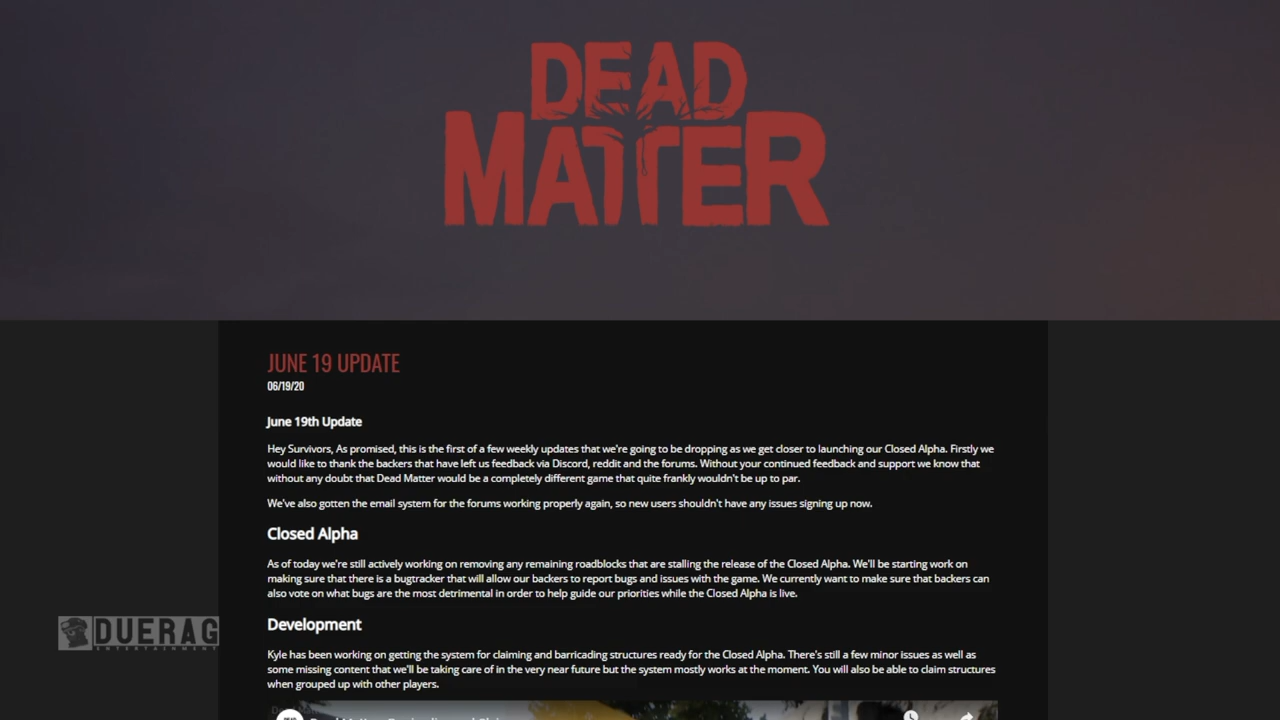 DEAD
MATTER
JUNE 19 UPDATE
06/19/20
June 19th Update
Hey Survivors, As promised, this is the first of a few weekly updates that we're going to be dropping as we get closer to launching our Closed Alpha. Firstly we
would like to thank the backers that have left us feedback via Discord, reddit and the forums. Without your continued feedback and support we know that
without any doubt that Dead Matter would be a completely different game that quite frankly wouldn't be up to par.
We've also gotten the email system for the forums working properly again, so new users shouldn't have any issues signing up now.
Closed Alpha
As of today we're still actively working on removing any remaining roadblocks that are stalling the release of the Closed Alpha. We'll be starting work on
making sure that there is a bugtracker that will allow our backers to report bugs and issues with the game. We currently want to make sure that backers can
also vote on what bugs are the most detrimental in order to help guide our priorities while the Closed Alpha is live.
DUERAG
ENTERTAINMENT
Development
Kyle has been working on getting the system for claiming and barricading structures ready for the Closed Alpha. There's still a few minor issues as well as
some missing content that we'll be taking care of in the very near future but the system mostly works at the moment. You will also be able to claim structures
when grouped up with other players.